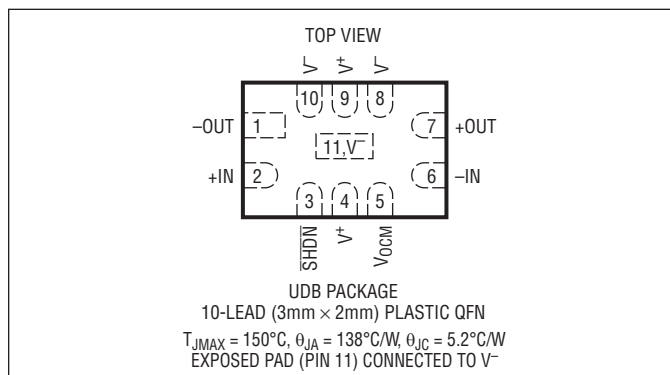 TOP VIEW
V– V+ V–
10 9 8
–OUT 1 7 +OUT
11,V–
+IN 2 6 –IN
3 4 5
SHDN V+ VOCM
UDB PACKAGE
10-LEAD (3mm × 2mm) PLASTIC QFN
TJMAX = 150°C, θJA = 138°C/W, θJC = 5.2°C/W
EXPOSED PAD (PIN 11) CONNECTED TO V–